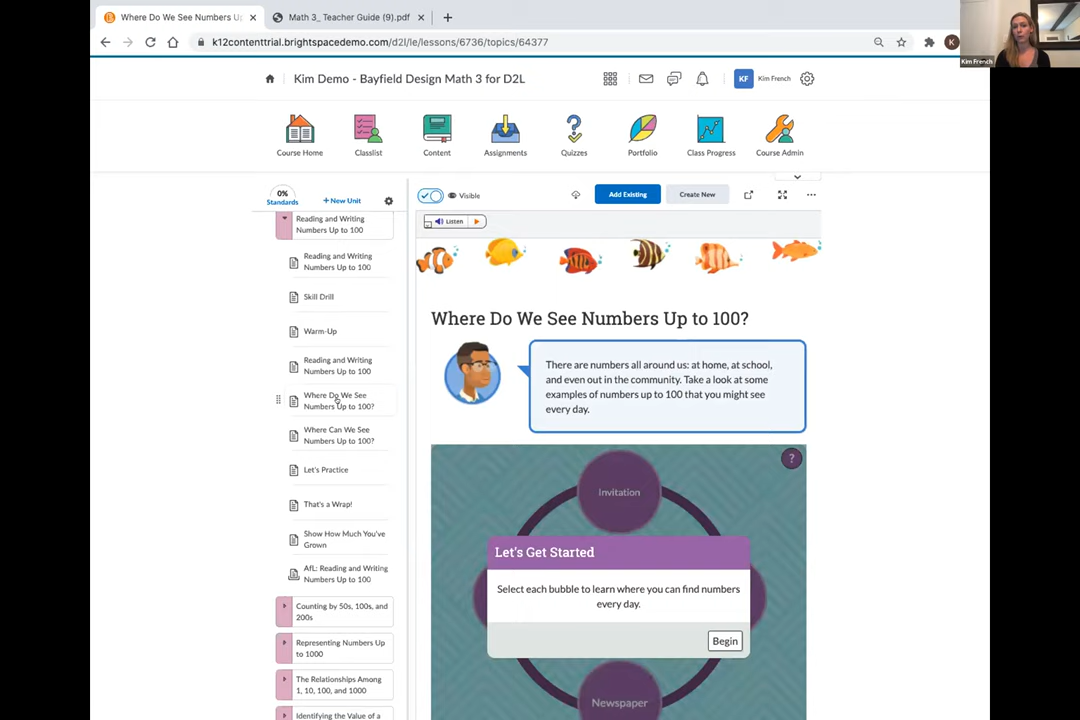 Where Do We See Numbers Up
Math 3_ Teacher Guide (9).pdf
k12contenttrial.brightspacedemo.com/d2l/le/lessons/6736/topics/64377
K
Kim French
Kim Demo - Bayfield Design Math 3 for D2L
KF
Kim French
Course Home
Classlist
Content
Assignments
Quizzes
Portfolio
Class Progress
Course Admin
0%
Standards
+ New Unit
Visible
Add Existing
Create New
Listen
Reading and Writing
Numbers Up to 100
Reading and Writing
Numbers Up to 100
Skill Drill
Warm-Up
Reading and Writing
Numbers Up to 100
Where Do We See
Numbers Up to 100?
Where Can We See
Numbers Up to 100?
Let's Practice
That's a Wrap!
Show How Much You've
Grown
AfL: Reading and Writing
Numbers Up to 100
Counting by 50s, 100s, and
200s
Representing Numbers Up
to 1000
The Relationships Among
1, 10, 100, and 1000
Identifying the Value of a
Where Do We See Numbers Up to 100?
There are numbers all around us: at home, at school,
and even out in the community. Take a look at some
examples of numbers up to 100 that you might see
every day.
?
Invitation
Let's Get Started
Select each bubble to learn where you can find numbers
every day.
Begin
Newspaper